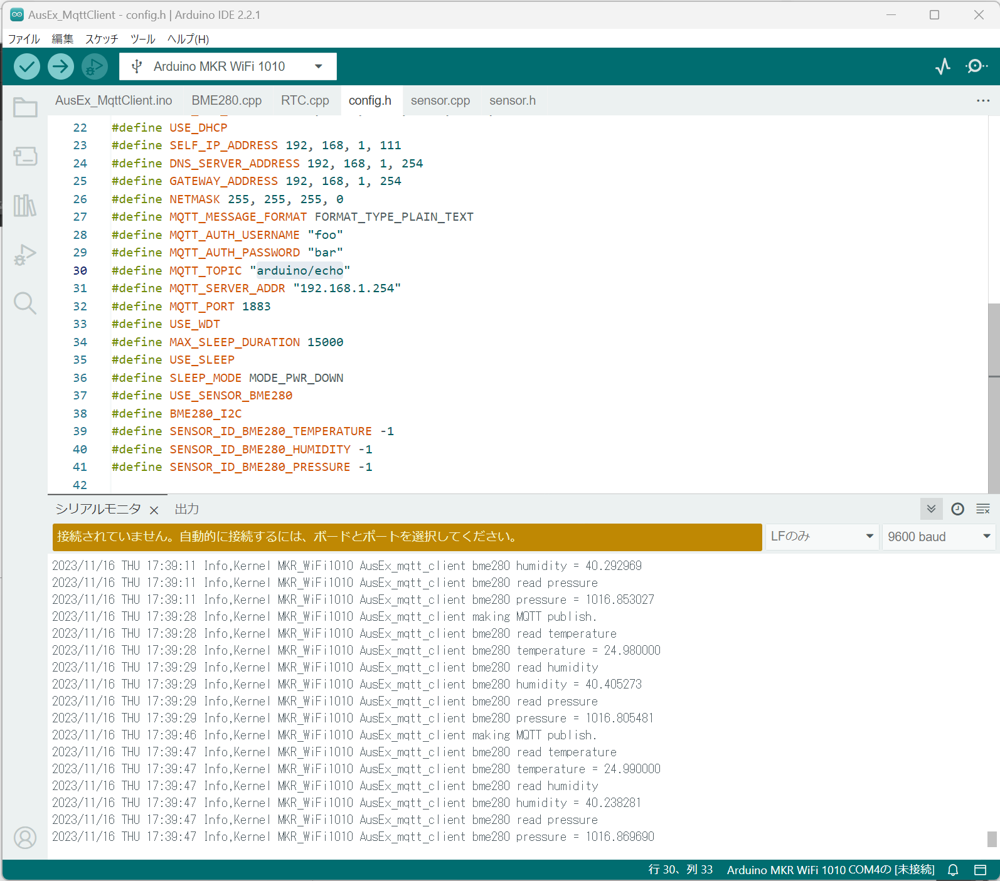 AusEx_MqttClient - config.h | Arduino IDE 2.2.1
ファイル 編集 スケッチ ツール ヘルプ(H)
Arduino MKR WiFi 1010
AusEx_MqttClient.ino BME280.cpp RTC.cpp config.h sensor.cpp sensor.h ...
22 #define USE_DHCP
23 #define SELF_IP_ADDRESS 192, 168, 1, 111
24 #define DNS_SERVER_ADDRESS 192, 168, 1, 254
25 #define GATEWAY_ADDRESS 192, 168, 1, 254
26 #define NETMASK 255, 255, 255, 0
27 #define MQTT_MESSAGE_FORMAT FORMAT_TYPE_PLAIN_TEXT
28 #define MQTT_AUTH_USERNAME "foo"
29 #define MQTT_AUTH_PASSWORD "bar"
30 #define MQTT_TOPIC "arduino/echo"
31 #define MQTT_SERVER_ADDR "192.168.1.254"
32 #define MQTT_PORT 1883
33 #define USE_WDT
34 #define MAX_SLEEP_DURATION 15000
35 #define USE_SLEEP
36 #define SLEEP_MODE MODE_PWR_DOWN
37 #define USE_SENSOR_BME280
38 #define BME280_I2C
39 #define SENSOR_ID_BME280_TEMPERATURE -1
40 #define SENSOR_ID_BME280_HUMIDITY -1
41 #define SENSOR_ID_BME280_PRESSURE -1
42
シリアルモニタ × 出力
接続されていません。自動的に接続するには、ボードとポートを選択してください。 LFのみ 9600 baud
2023/11/16 THU 17:39:11 Info,Kernel MKR_WiFi1010 AusEx_mqtt_client bme280 humidity = 40.292969
2023/11/16 THU 17:39:11 Info,Kernel MKR_WiFi1010 AusEx_mqtt_client bme280 read pressure
2023/11/16 THU 17:39:11 Info,Kernel MKR_WiFi1010 AusEx_mqtt_client bme280 pressure = 1016.853027
2023/11/16 THU 17:39:28 Info,Kernel MKR_WiFi1010 AusEx_mqtt_client making MQTT publish.
2023/11/16 THU 17:39:28 Info,Kernel MKR_WiFi1010 AusEx_mqtt_client bme280 read temperature
2023/11/16 THU 17:39:28 Info,Kernel MKR_WiFi1010 AusEx_mqtt_client bme280 temperature = 24.980000
2023/11/16 THU 17:39:29 Info,Kernel MKR_WiFi1010 AusEx_mqtt_client bme280 read humidity
2023/11/16 THU 17:39:29 Info,Kernel MKR_WiFi1010 AusEx_mqtt_client bme280 humidity = 40.405273
2023/11/16 THU 17:39:29 Info,Kernel MKR_WiFi1010 AusEx_mqtt_client bme280 read pressure
2023/11/16 THU 17:39:29 Info,Kernel MKR_WiFi1010 AusEx_mqtt_client bme280 pressure = 1016.805481
2023/11/16 THU 17:39:46 Info,Kernel MKR_WiFi1010 AusEx_mqtt_client making MQTT publish.
2023/11/16 THU 17:39:47 Info,Kernel MKR_WiFi1010 AusEx_mqtt_client bme280 read temperature
2023/11/16 THU 17:39:47 Info,Kernel MKR_WiFi1010 AusEx_mqtt_client bme280 temperature = 24.990000
2023/11/16 THU 17:39:47 Info,Kernel MKR_WiFi1010 AusEx_mqtt_client bme280 read humidity
2023/11/16 THU 17:39:47 Info,Kernel MKR_WiFi1010 AusEx_mqtt_client bme280 humidity = 40.238281
2023/11/16 THU 17:39:47 Info,Kernel MKR_WiFi1010 AusEx_mqtt_client bme280 read pressure
2023/11/16 THU 17:39:47 Info,Kernel MKR_WiFi1010 AusEx_mqtt_client bme280 pressure = 1016.869690
行 30、列 33 Arduino MKR WiFi 1010 COM4の [未接続]